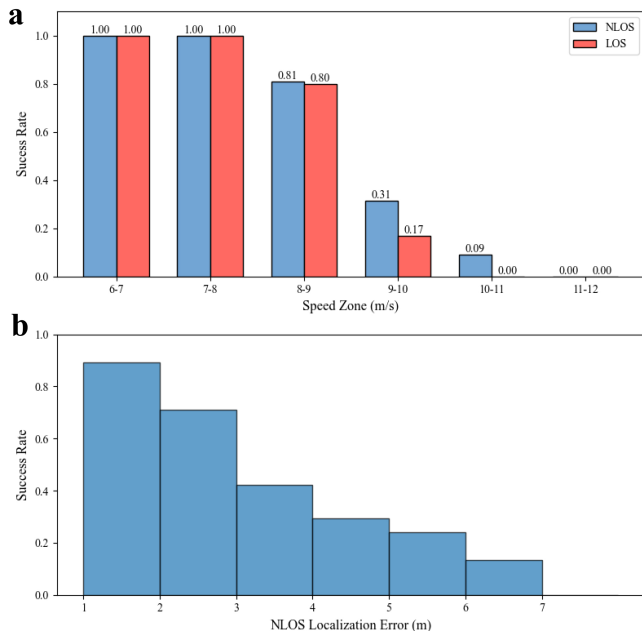 a
NLOS
LOS
1.00 1.00 1.00 1.00
0.81 0.80
0.31
0.17
0.09
0.00 0.00 0.00
1.0
0.8
0.6
0.4
0.2
0.0
Sucess Rate
6-7 7-8 8-9 9-10 10-11 11-12
Speed Zone (m/s)
b
1.0
0.8
0.6
0.4
0.2
0.0
Success Rate
1 2 3 4 5 6 7
NLOS Localization Error (m)